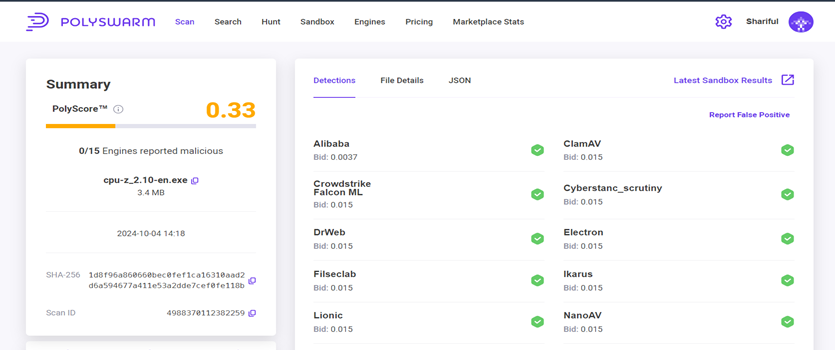 POLYSWARM
Scan
Search
Hunt
Sandbox
Engines
Pricing
Marketplace Stats
Shariful
Summary
PolyScore™
0.33
0/15 Engines reported malicious
cpu-z_2.10-en.exe
3.4 MB
2024-10-04 14:18
SHA-256
1d8f96a860660bec0fef1ca16310aad2
d6a594677a411e53a2dde7cef0fe118b
Scan ID
4988370112382259
Detections
File Details
JSON
Latest Sandbox Results
Report False Positive
Alibaba
Bid: 0.0037
ClamAV
Bid: 0.015
Crowdstrike
Falcon ML
Bid: 0.015
Cyberstanc_scrutiny
Bid: 0.015
DrWeb
Bid: 0.015
Electron
Bid: 0.015
Filseclab
Bid: 0.015
Ikarus
Bid: 0.015
Lionic
Bid: 0.015
NanoAV
Bid: 0.015